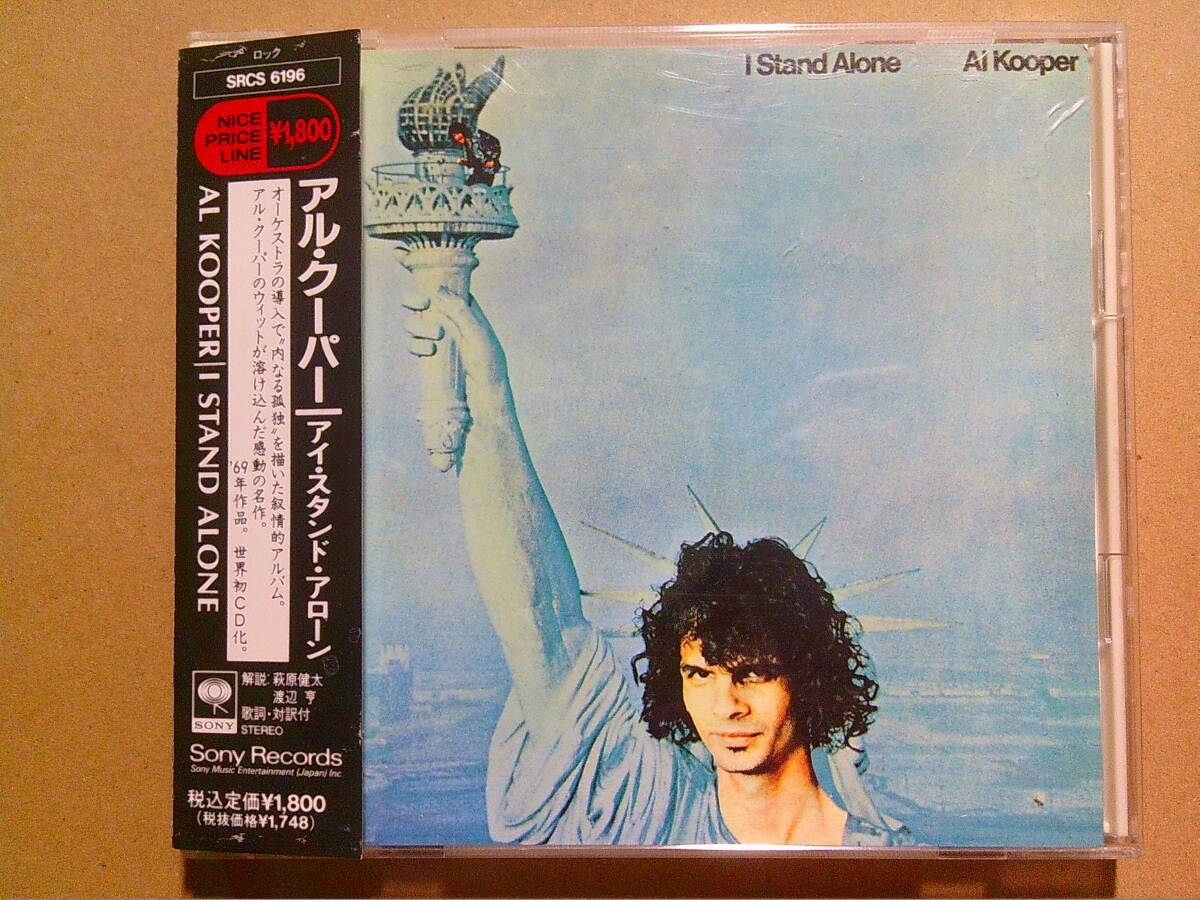 ロック
SRCS 6196
NICE
PRICE
LINE
¥1,800
アル・クーパー|アイ・スタンド・アローン
オーケストラの導入で〝内なる孤独〟を描いた叙情的アルバム。
アル・クーパーのウィットが溶け込んだ感動の名作。
'69年作品。世界初CD化。
AL KOOPER|I STAND ALONE
SONY
解説:萩原健太
渡辺 亨
歌詞・対訳付
STEREO
Sony Records
Sony Music Entertainment (Japan) Inc.
税込定価¥1,800
(税抜価格¥1,748)
I Stand Alone
Al Kooper